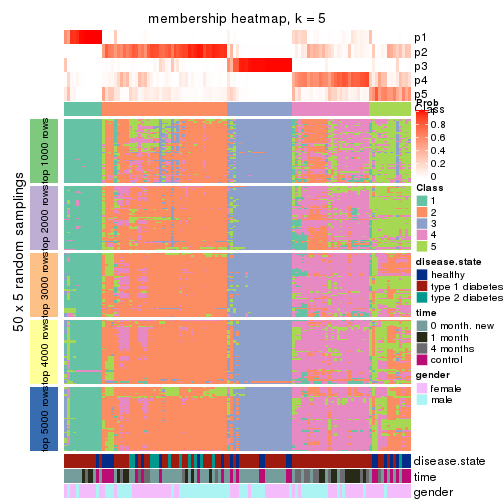 membership heatmap, k = 5
p1
p2
p3
p4
p5
Prob
1
0.8
0.6
0.4
0.2
0
Class
1
2
3
4
5
disease.state
healthy
type 1 diabetes
type 2 diabetes
time
0 month, new
1 month
4 months
control
gender
female
male
50 x 5 random samplings
top 1000 rows
top 2000 rows
top 3000 rows
top 4000 rows
top 5000 rows
Class
disease.state
time
gender